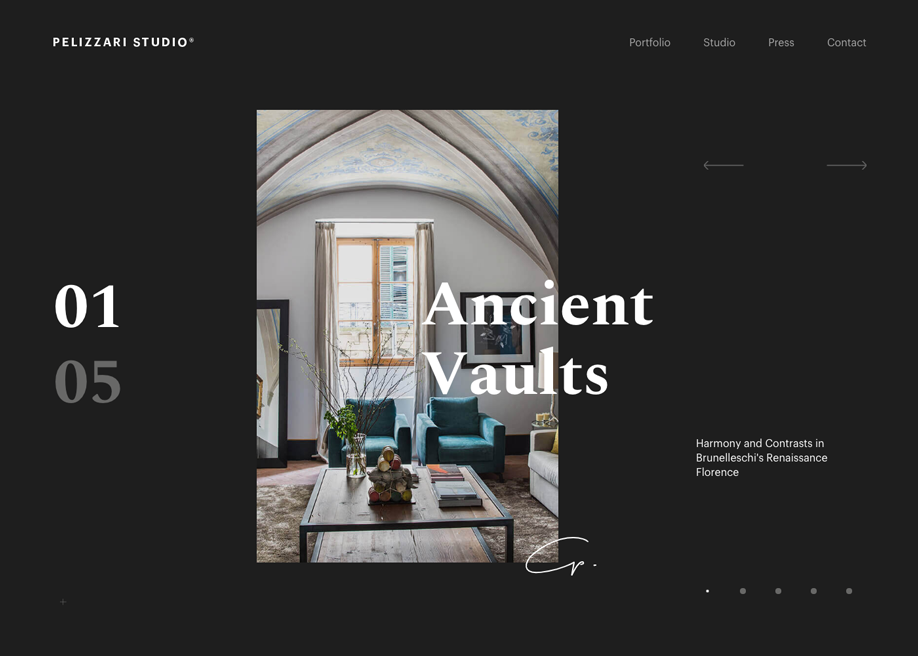 PELIZZARI STUDIO®
Portfolio Studio Press Contact
01
05
Ancient
Vaults
Harmony and Contrasts in
Brunelleschi's Renaissance
Florence